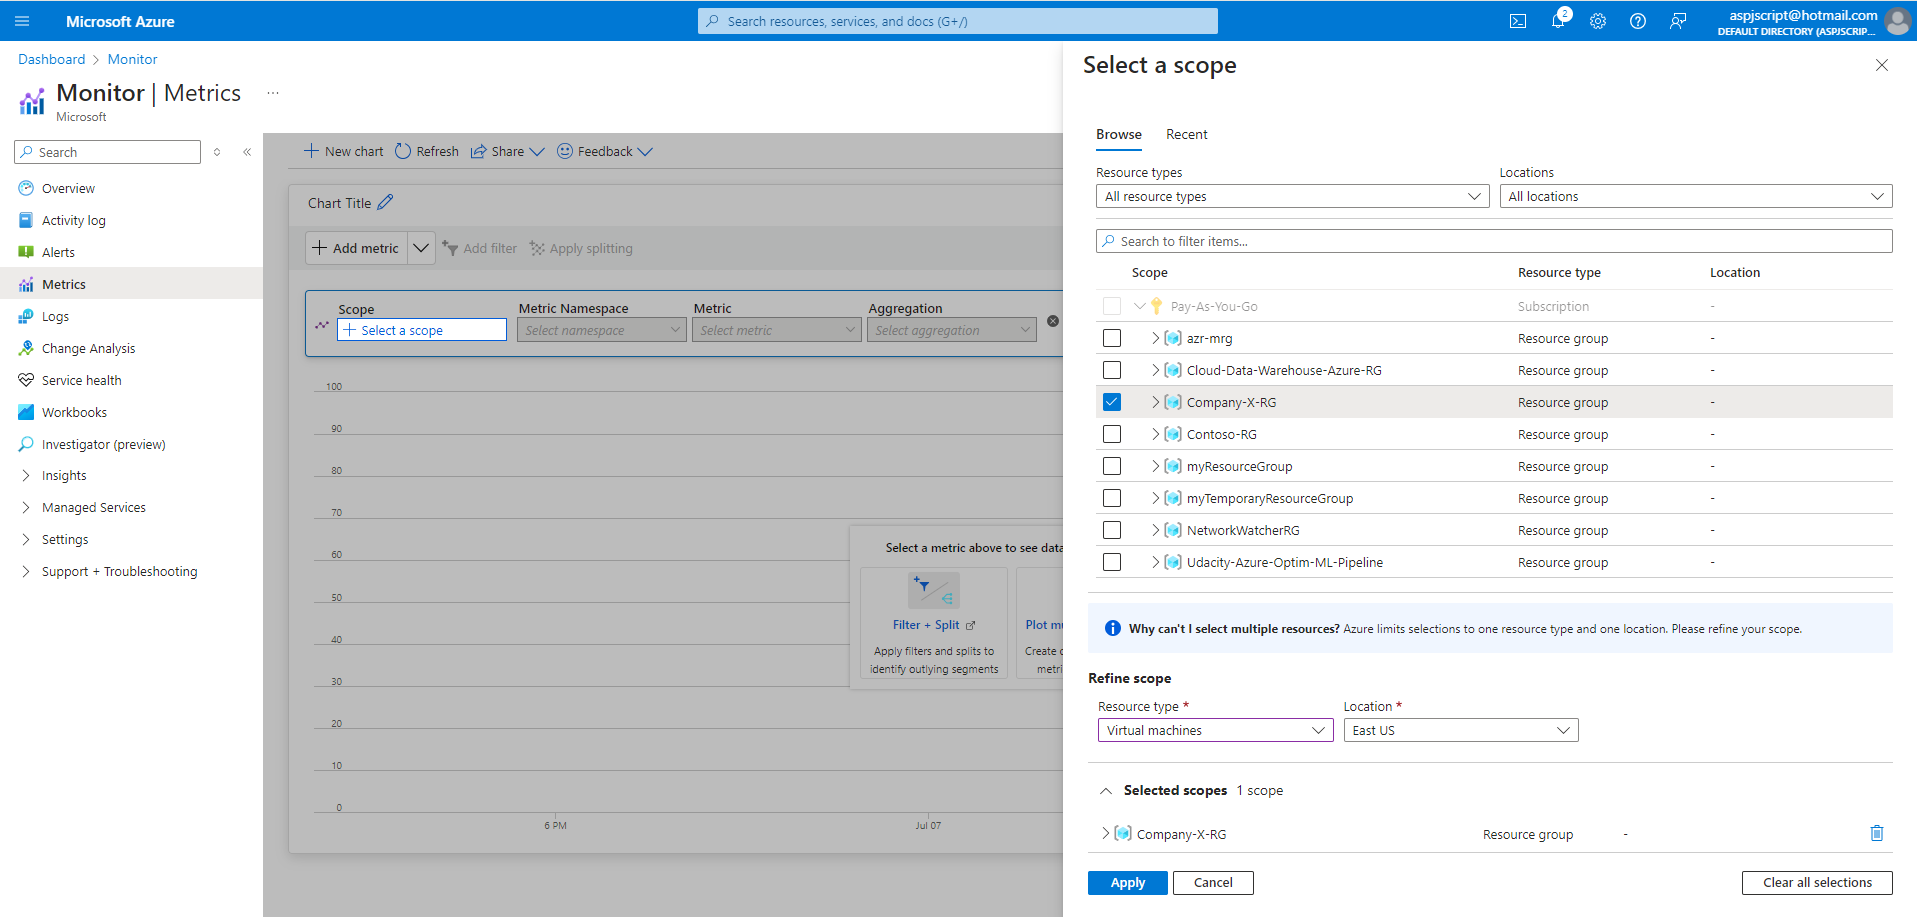 Microsoft Azure
Search resources, services, and docs (G+/)
2
aspjscript@hotmail.com
DEFAULT DIRECTORY (ASPJSCRIP...
Dashboard > Monitor
Monitor | Metrics ...
Microsoft
Search
Overview
Activity log
Alerts
Metrics
Logs
Change Analysis
Service health
Workbooks
Investigator (preview)
Insights
Managed Services
Settings
Support + Troubleshooting
New chart Refresh Share Feedback
Chart Title
Add metric Add filter Apply splitting
Scope Metric Namespace Metric Aggregation
Select a scope Select namespace Select metric Select aggregation
100
90
80
70
60
50
40
30
20
10
0
6 PM Jul 07
Select a metric above to see data
Filter + Split
Apply filters and splits to
identify outlying segments
Plot mu
Create c
metri
Select a scope
Browse Recent
Resource types Locations
All resource types All locations
Search to filter items...
Scope Resource type Location
Pay-As-You-Go Subscription -
azr-mrg Resource group -
Cloud-Data-Warehouse-Azure-RG Resource group -
Company-X-RG Resource group -
Contoso-RG Resource group -
myResourceGroup Resource group -
myTemporaryResourceGroup Resource group -
NetworkWatcherRG Resource group -
Udacity-Azure-Optim-ML-Pipeline Resource group -
Why can't I select multiple resources? Azure limits selections to one resource type and one location. Please refine your scope.
Refine scope
Resource type * Location *
Virtual machines East US
Selected scopes 1 scope
Company-X-RG Resource group -
Apply Cancel Clear all selections